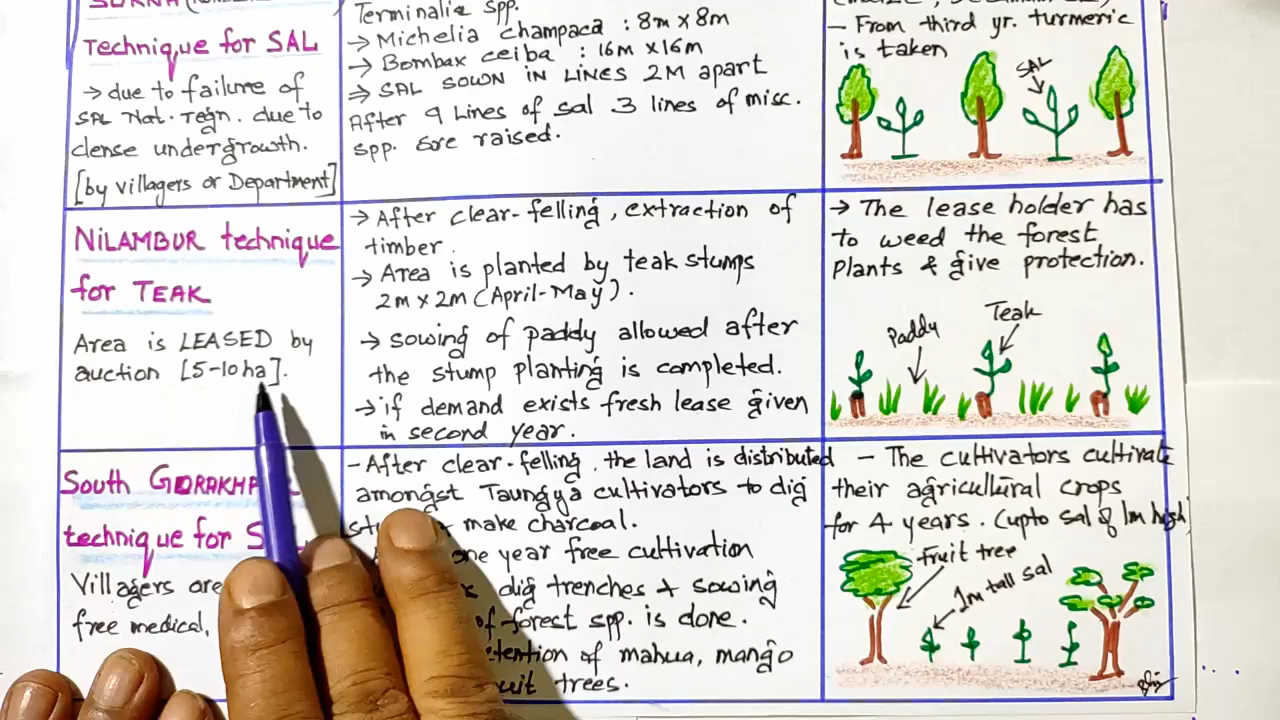 Technique for SAL
→ due to failure of
SAL Nat. regn. due to
dense undergrowth.
[by villagers or Department]
Terminalia spp.
→ Michelia champaca : 8m x 8m
→ Bombax ceiba : 16m x 16m
→ SAL SOWN IN LINES 2M apart
After 9 Lines of sal 3 lines of misc.
spp. are raised.
- From third yr. turmeric
is taken
SAL
NILAMBUR technique
for TEAK
Area is LEASED by
auction [5-10 ha].
→ After clear-felling, extraction of
timber.
→ Area is planted by teak stumps
2m x 2m (April-May).
→ sowing of paddy allowed after
the stump planting is completed.
→ if demand exists fresh lease given
in second year.
→ The lease holder has
to weed the forest
Plants & give protection.
Paddy
Teak
South
technique for
Villagers are
free medical,
- After clear-felling, the land is distributed
amongst Taungya cultivators to dig
make charcoal.
one year free cultivation
dig trenches & sowing
of forest spp. is done.
of mahua, mango
trees.
- The cultivators cultivate
their agricultural crops
for 4 years. (upto sal of 1m high)
fruit tree
1m tall sal